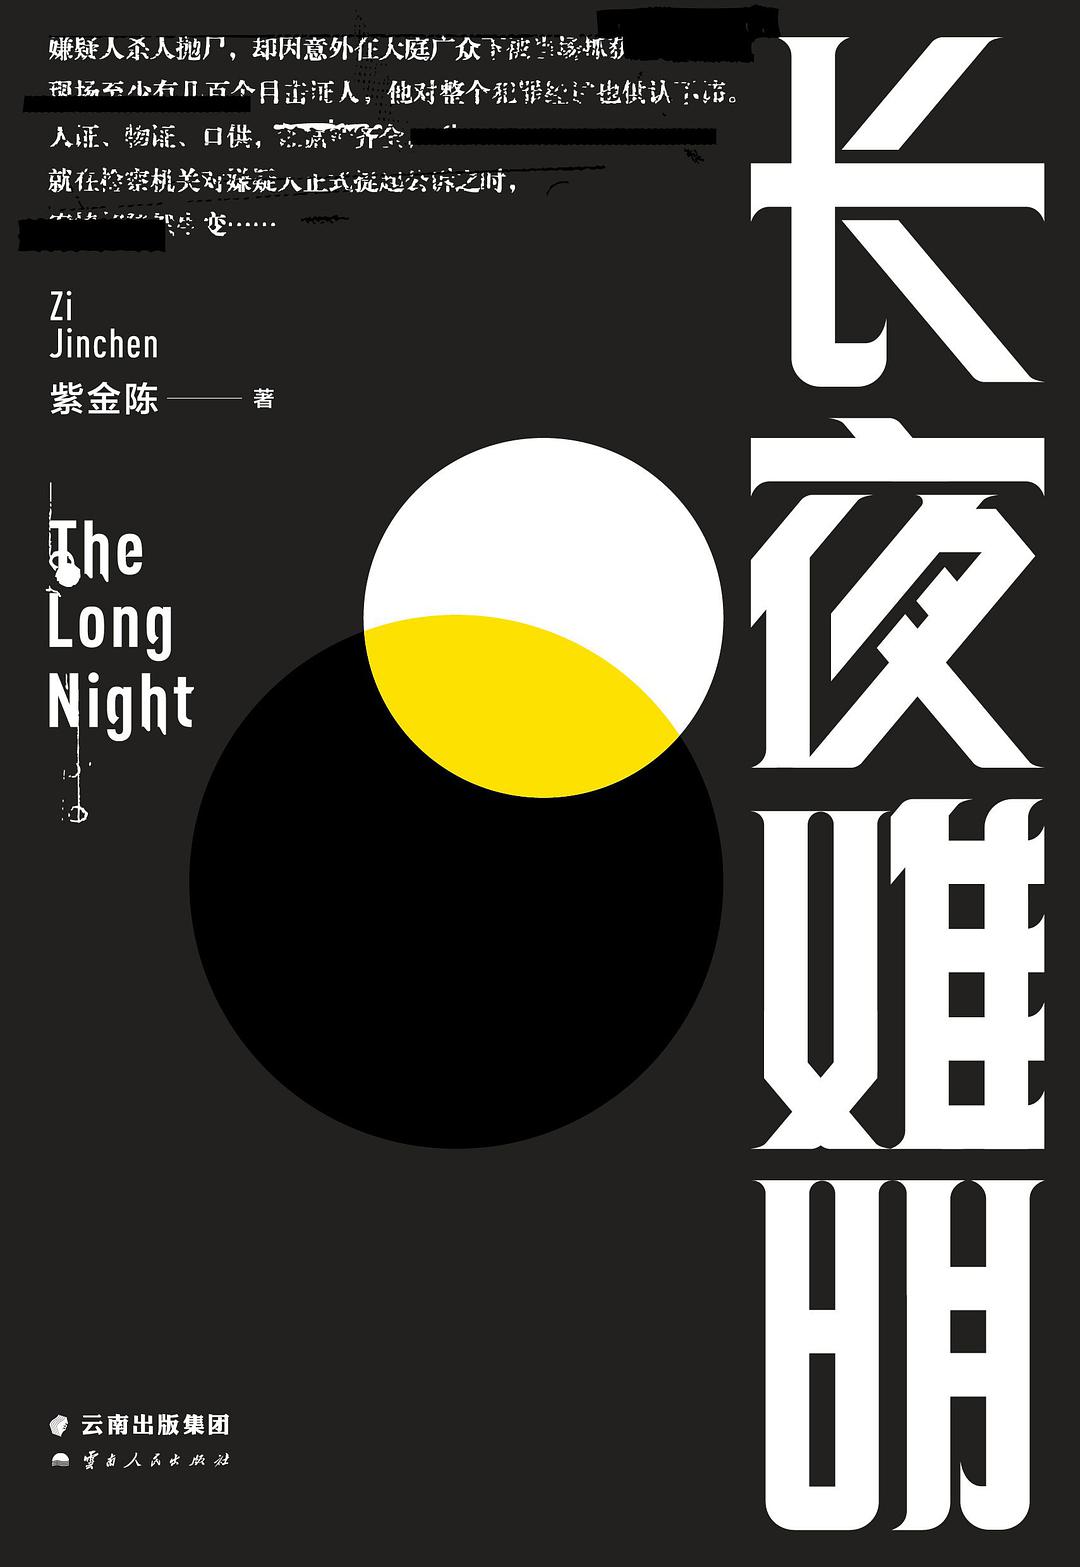 嫌疑人杀人抛尸，却因意外在大庭广众下被当场抓获
现场至少有几百个目击证人，他对整个犯罪经过也供认不讳。
人证、物证、口供，齐全，
就在检察机关对嫌疑人正式提起公诉之时，
变……
Zi
Jinchen
紫金陈 著
The
Long
Night
长夜难明
云南出版集团
雲南人民出版社